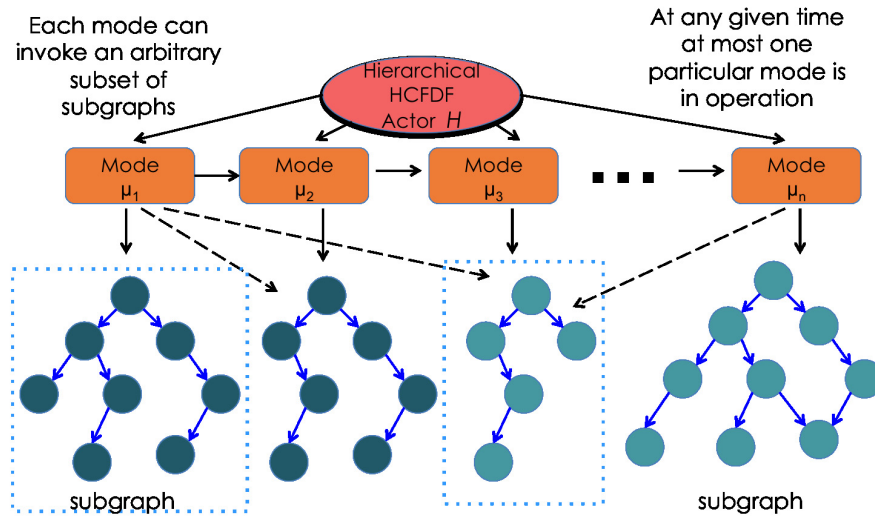 Each mode can
invoke an arbitrary
subset of
subgraphs
At any given time
at most one
particular mode is
in operation
Hierarchical
HCFDF
Actor H
Mode
μ1
Mode
μ2
Mode
μ3
Mode
μn
subgraph
subgraph